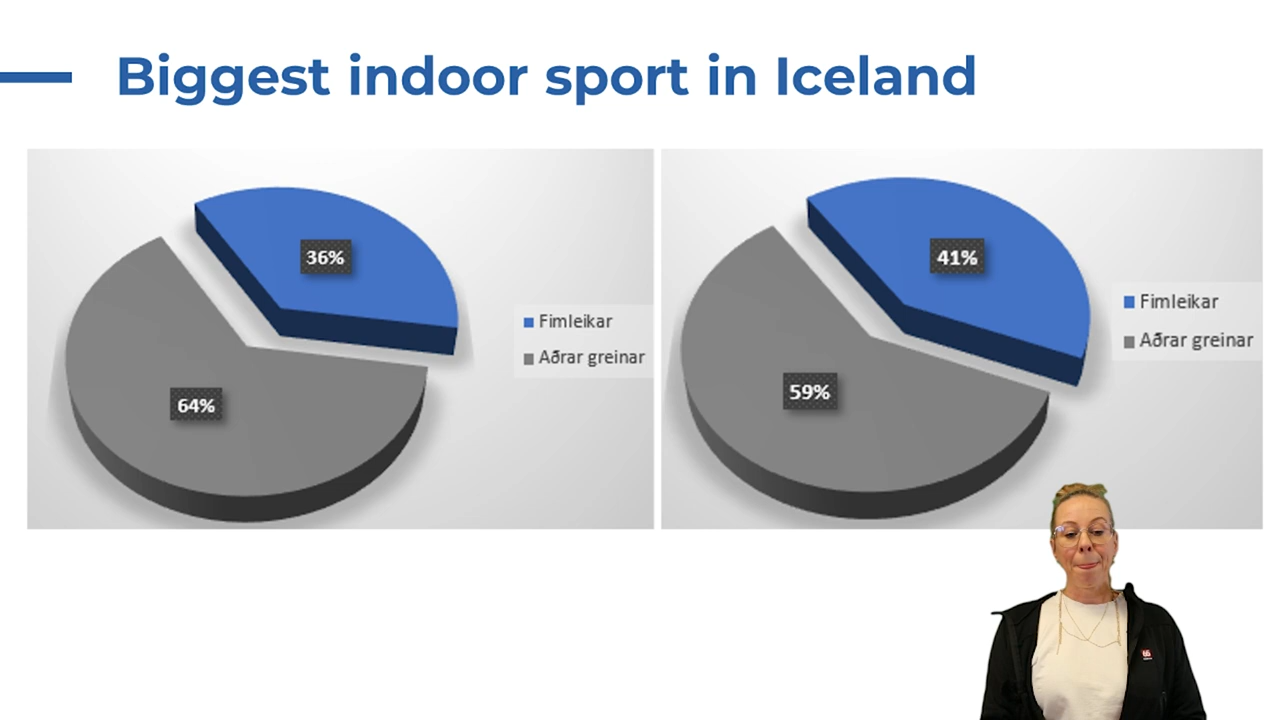 Biggest indoor sport in Iceland
36%
64%
Fimleikar
Aðrar greinar
41%
59%
Fimleikar
Aðrar greinar